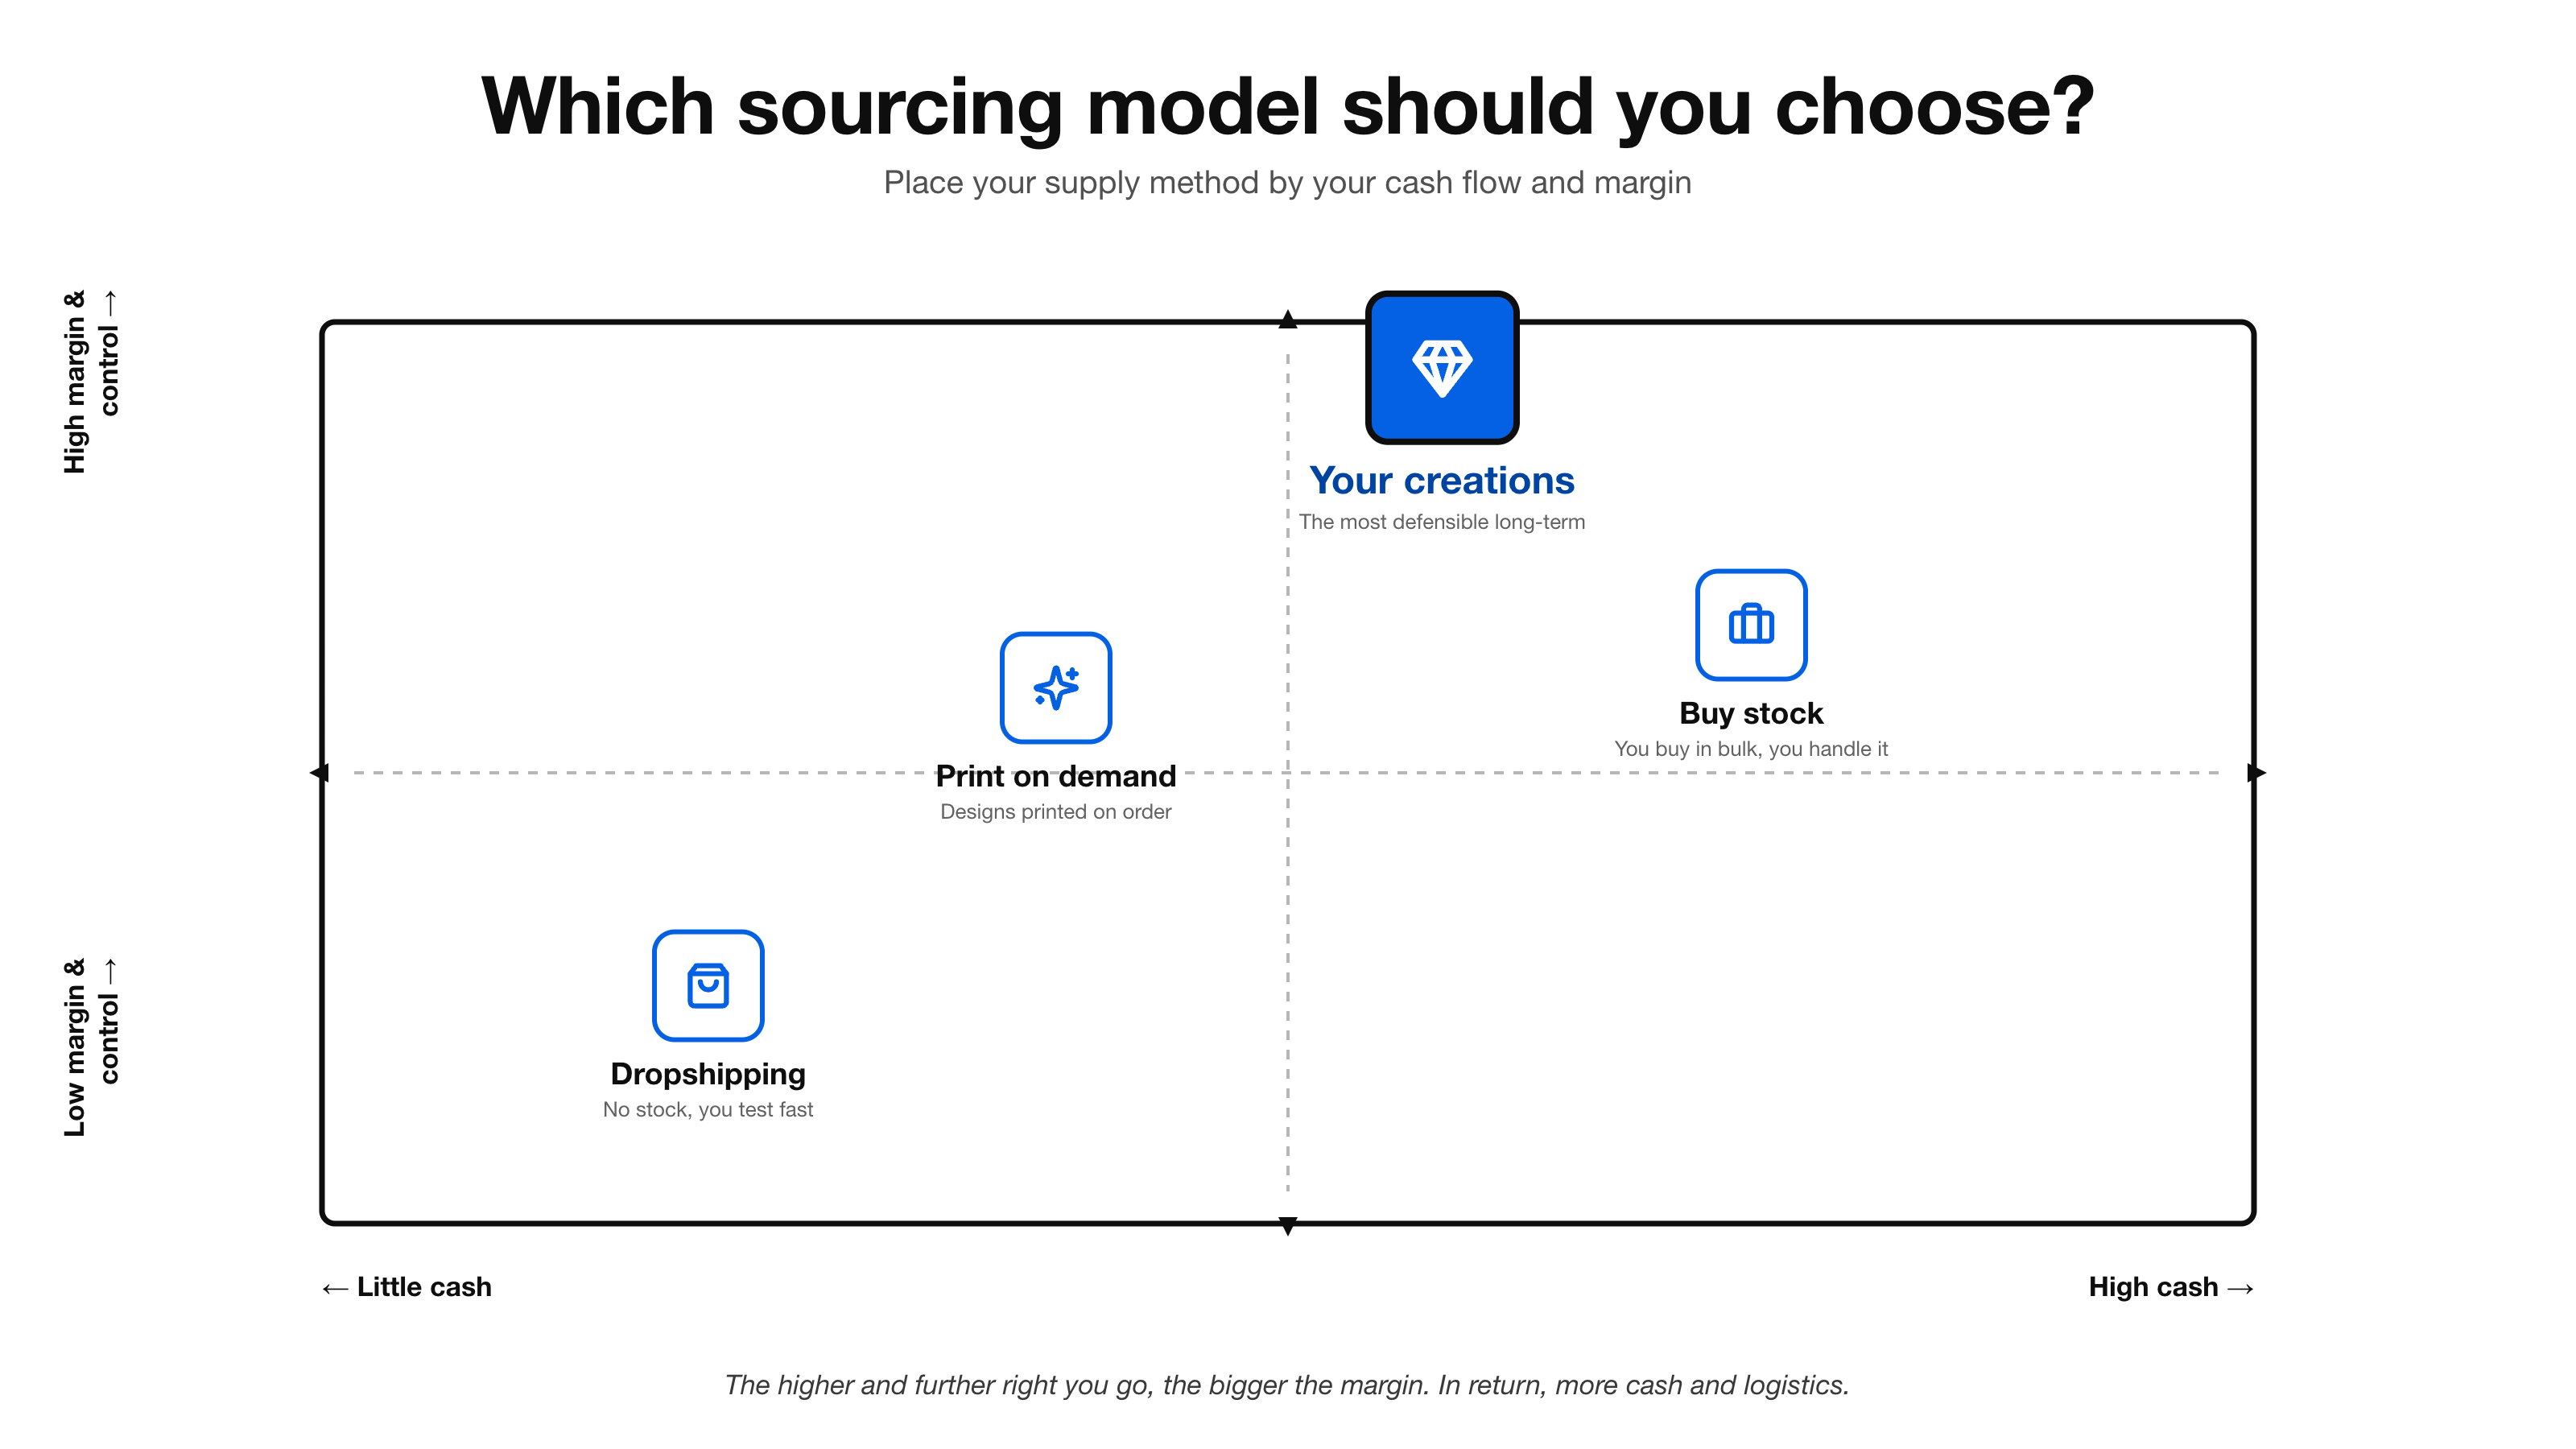 Which sourcing model should you choose?
Place your supply method by your cash flow and margin
High margin &
control →
Your creations
The most defensible long-term
Buy stock
You buy in bulk, you handle it
Print on demand
Designs printed on order
Low margin &
control →
Dropshipping
No stock, you test fast
← Little cash
High cash →
The higher and further right you go, the bigger the margin. In return, more cash and logistics.